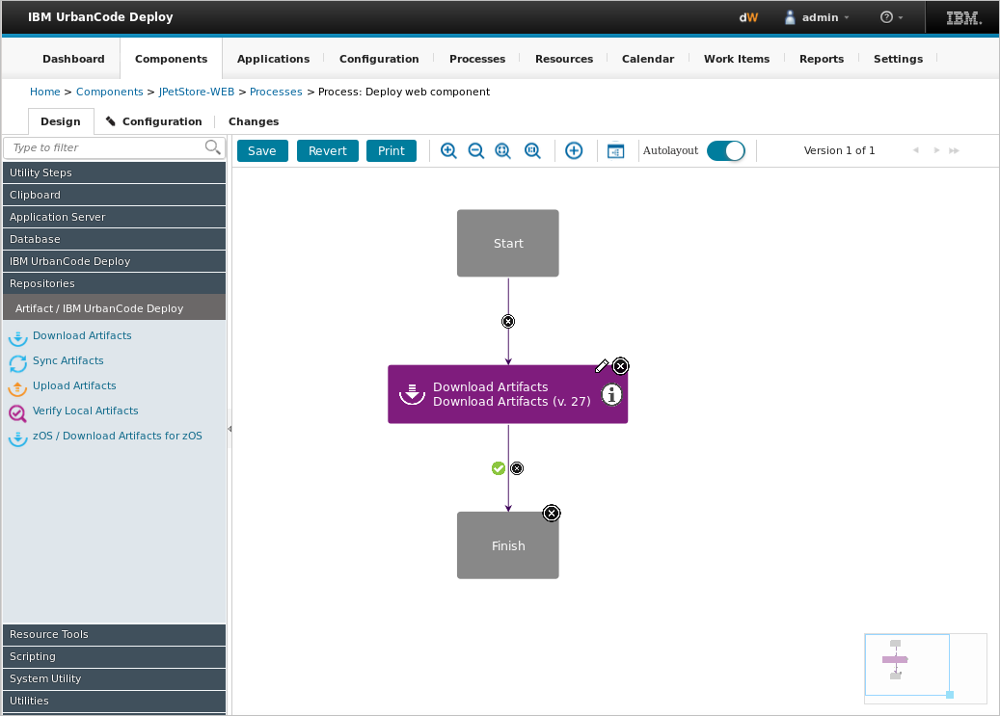 IBM UrbanCode Deploy
dW
admin
IBM.
Dashboard
Components
Applications
Configuration
Processes
Resources
Calendar
Work Items
Reports
Settings
Home > Components > JPetStore-WEB > Processes > Process: Deploy web component
Design
Configuration
Changes
Type to filter
Save
Revert
Print
Autolayout
Version 1 of 1
Utility Steps
Clipboard
Application Server
Database
IBM UrbanCode Deploy
Repositories
Artifact / IBM UrbanCode Deploy
Download Artifacts
Sync Artifacts
Upload Artifacts
Verify Local Artifacts
zOS / Download Artifacts for zOS
Resource Tools
Scripting
System Utility
Utilities
Start
Download Artifacts
Download Artifacts (v. 27)
Finish